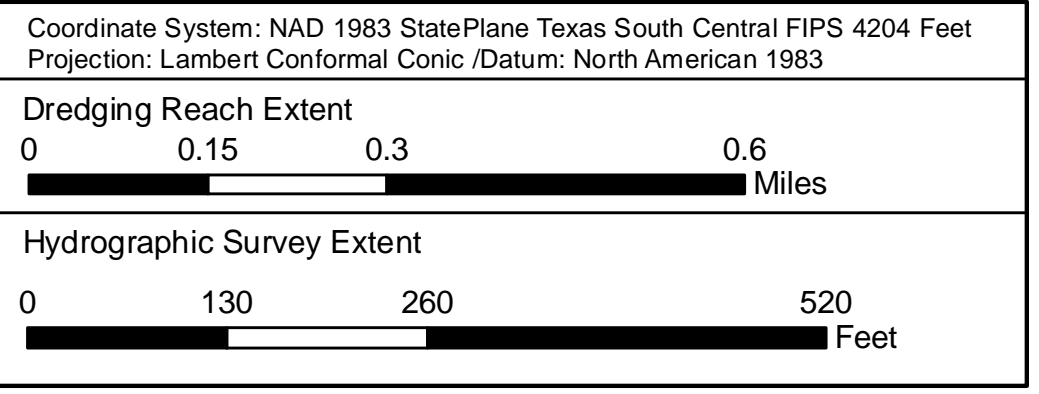 Coordinate System: NAD 1983 StatePlane Texas South Central FIPS 4204 Feet
Projection: Lambert Conformal Conic /Datum: North American 1983
Dredging Reach Extent
0 0.15 0.3 0.6
Miles
Hydrographic Survey Extent
0 130 260 520
Feet